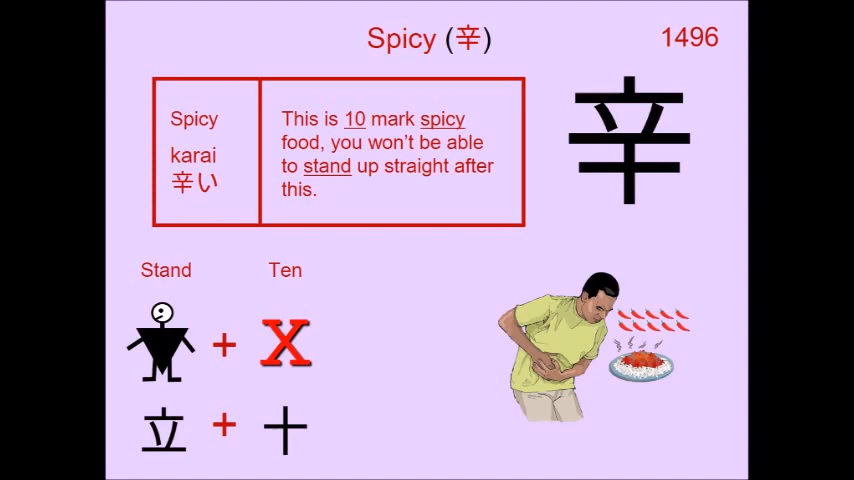 Spicy (辛)
1496
Spicy
karai
辛い
This is 10 mark spicy
food, you won't be able
to stand up straight after
this.
辛
Stand
Ten
+ X
立 + 十